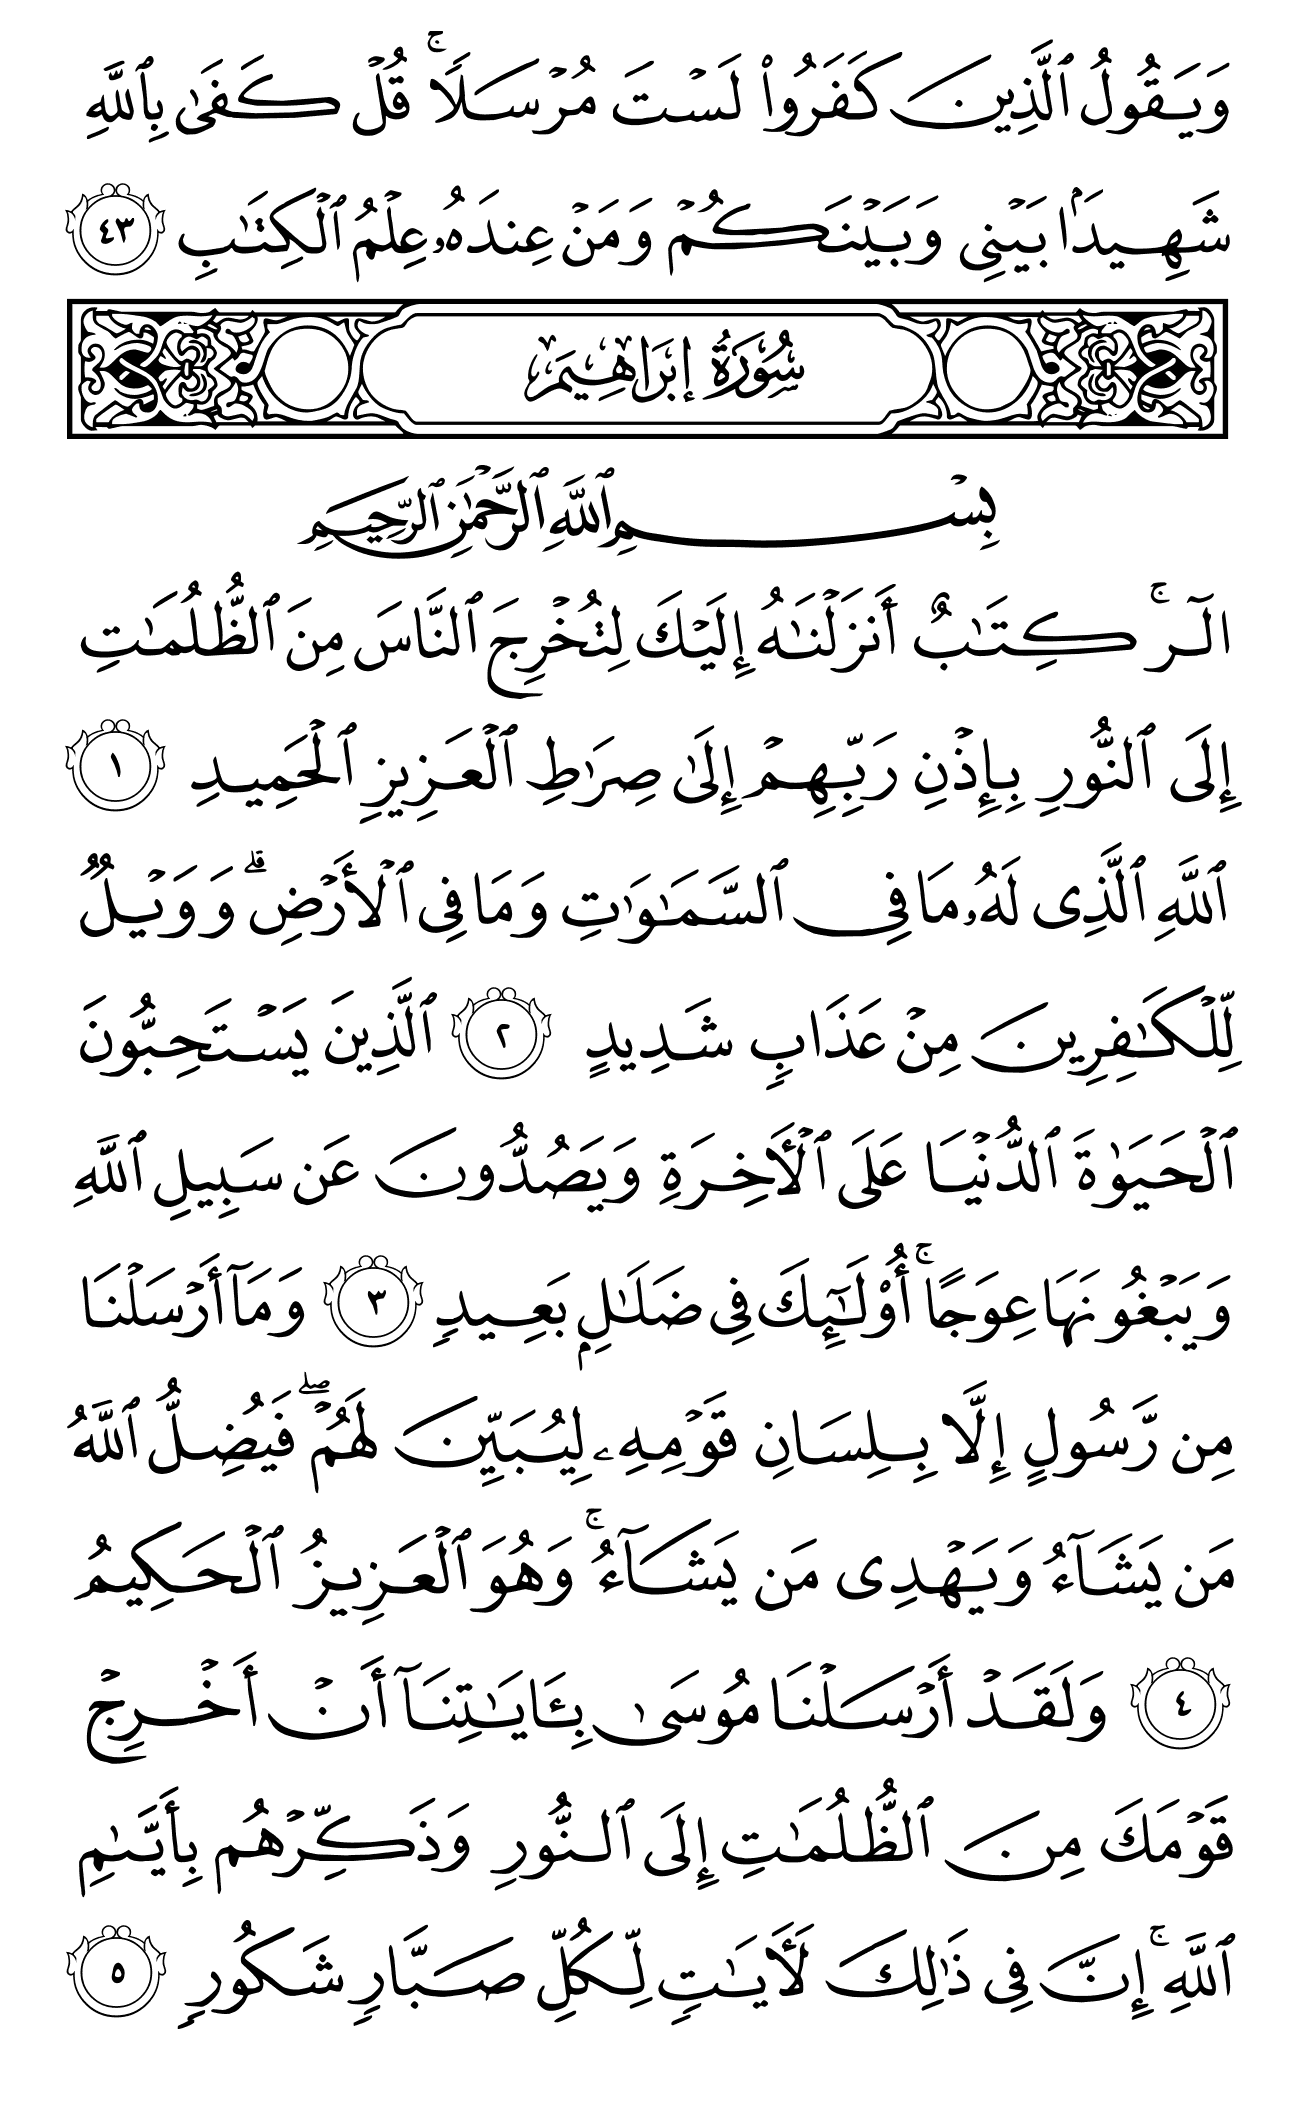 وَيَقُولُ ٱلَّذِينَ كَفَرُوا۟ لَسْتَ مُرْسَلًا ۚ قُلْ كَفَىٰ بِٱللَّهِ
شَهِيدًۢا بَيْنِى وَبَيْنَكُمْ وَمَنْ عِندَهُۥ عِلْمُ ٱلْكِتَـٰبِ ٤٣
سُورَةُ إِبْرَاهِيمَ
بِسْمِ ٱللَّهِ ٱلرَّحْمَـٰنِ ٱلرَّحِيمِ
الٓر ۚ كِتَـٰبٌ أَنزَلْنَـٰهُ إِلَيْكَ لِتُخْرِجَ ٱلنَّاسَ مِنَ ٱلظُّلُمَـٰتِ
إِلَى ٱلنُّورِ بِإِذْنِ رَبِّهِمْ إِلَىٰ صِرَٰطِ ٱلْعَزِيزِ ٱلْحَمِيدِ ١
ٱللَّهِ ٱلَّذِى لَهُۥ مَا فِى ٱلسَّمَـٰوَٰتِ وَمَا فِى ٱلْأَرْضِ ۗ وَوَيْلٌ
لِّلْكَـٰفِرِينَ مِنْ عَذَابٍ شَدِيدٍ ٢ ٱلَّذِينَ يَسْتَحِبُّونَ
ٱلْحَيَوٰةَ ٱلدُّنْيَا عَلَى ٱلْـَٔاخِرَةِ وَيَصُدُّونَ عَن سَبِيلِ ٱللَّهِ
وَيَبْغُونَهَا عِوَجًا ۚ أُو۟لَـٰٓئِكَ فِى ضَلَـٰلٍۭ بَعِيدٍ ٣ وَمَآ أَرْسَلْنَا
مِن رَّسُولٍ إِلَّا بِلِسَانِ قَوْمِهِۦ لِيُبَيِّنَ لَهُمْ ۖ فَيُضِلُّ ٱللَّهُ
مَن يَشَآءُ وَيَهْدِى مَن يَشَآءُ ۚ وَهُوَ ٱلْعَزِيزُ ٱلْحَكِيمُ
٤ وَلَقَدْ أَرْسَلْنَا مُوسَىٰ بِـَٔايَـٰتِنَآ أَنْ أَخْرِجْ
قَوْمَكَ مِنَ ٱلظُّلُمَـٰتِ إِلَى ٱلنُّورِ وَذَكِّرْهُم بِأَيَّىٰمِ
ٱللَّهِ ۚ إِنَّ فِى ذَٰلِكَ لَـَٔايَـٰتٍ لِّكُلِّ صَبَّارٍ شَكُورٍ ٥